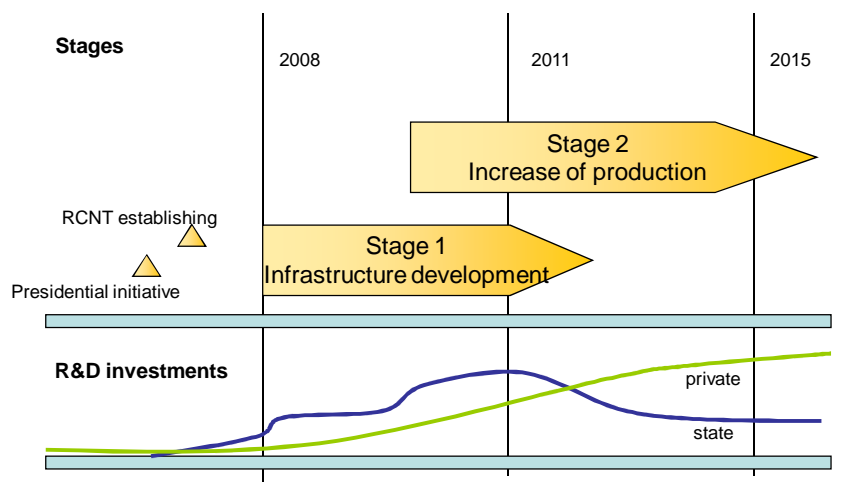 Stages
2008
2011
2015
Stage 2
Increase of production
RCNT establishing
Stage 1
Infrastructure development
Presidential initiative
R&D investments
private
state